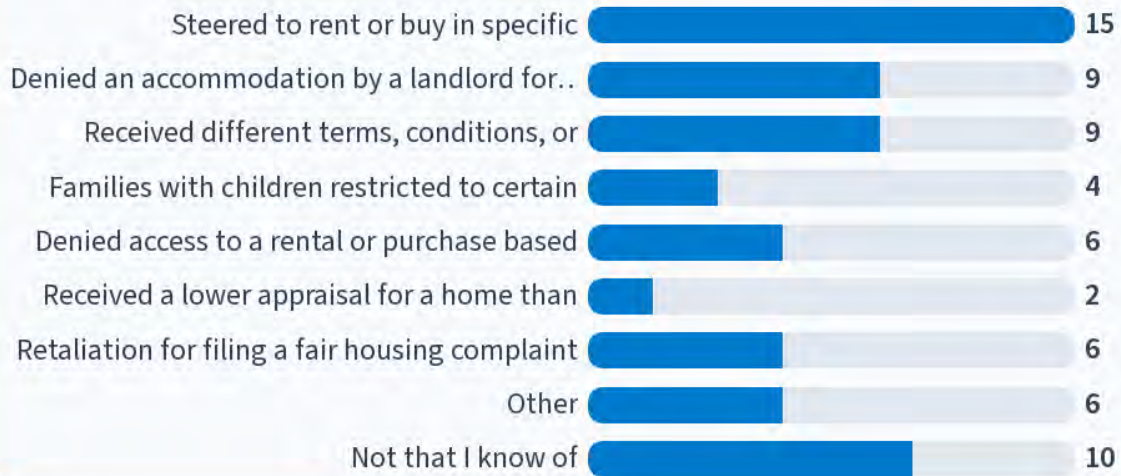 Steered to rent or buy in specific 15
Denied an accommodation by a landlord for.. 9
Received different terms, conditions, or 9
Families with children restricted to certain 4
Denied access to a rental or purchase based 6
Received a lower appraisal for a home than 2
Retaliation for filing a fair housing complaint 6
Other 6
Not that I know of 10